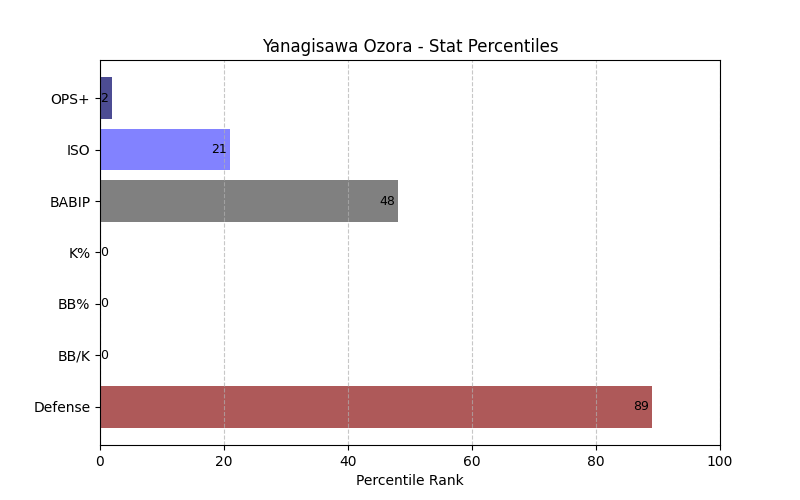 Yanagisawa Ozora - Stat Percentiles
OPS+ 2
ISO 21
BABIP 48
K% 0
BB% 0
BB/K 0
Defense 89
0 20 40 60 80 100
Percentile Rank